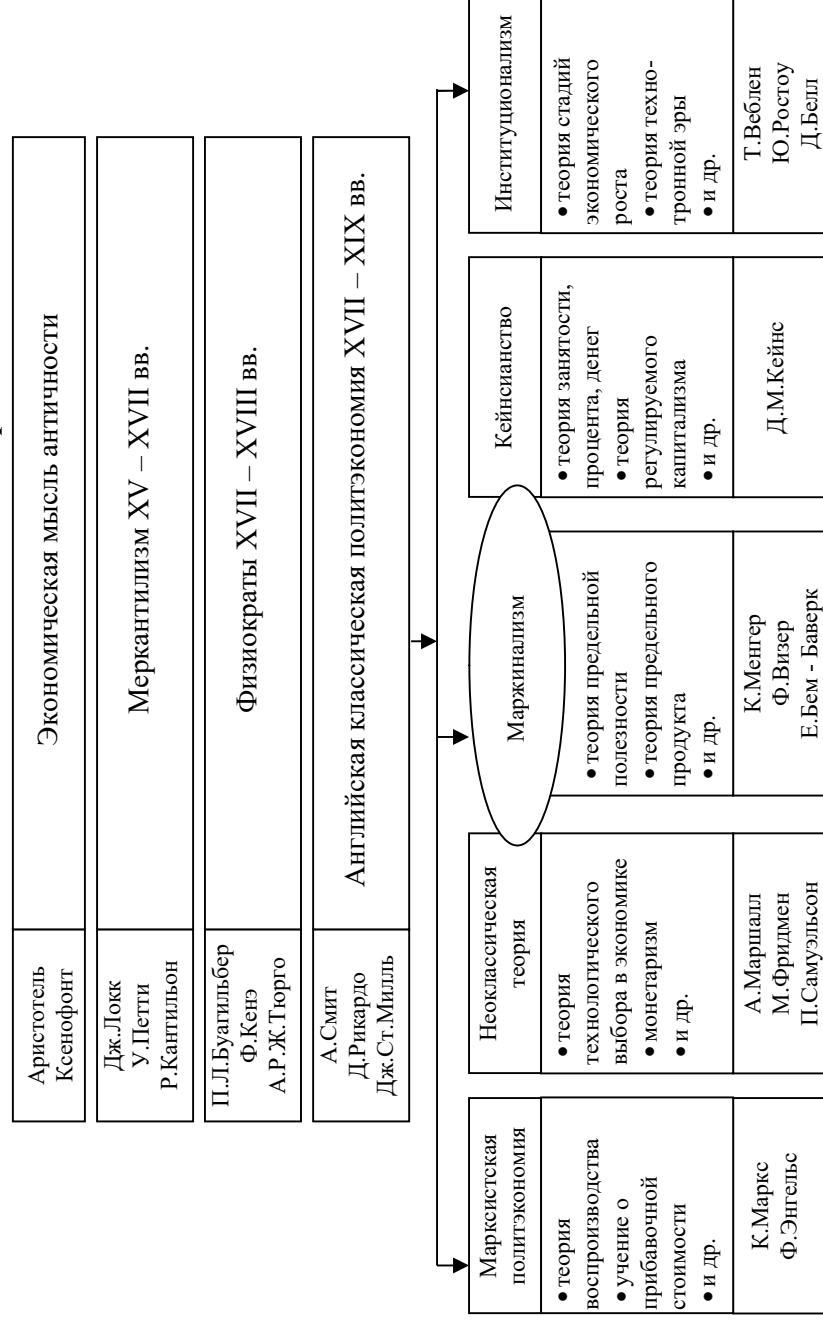 Аристотель
Ксенофонт
Экономическая мысль античности
Дж.Локк
У.Петти
Р.Кантильон
Меркантилизм XV – XVII вв.
П.Л.Буагильбер
Ф.Кенэ
А.Р.Ж.Тюрго
Физиократы XVII – XVIII вв.
А.Смит
Д.Рикардо
Дж.Ст.Милль
Английская классическая политэкономия XVII – XIX вв.
Марксистская
политэкономия
• теория
воспроизводства
• учение о
прибавочной
стоимости
• и др.
К.Маркс
Ф.Энгельс
Неоклассическая
теория
• теория
технологического
выбора в экономике
• монетаризм
• и др.
А.Маршалл
М.Фридмен
П.Самуэльсон
Маржинализм
• теория предельной
полезности
• теория предельного
продукта
• и др.
К.Менгер
Ф.Визер
Е.Бем - Баверк
Кейнсианство
• теория занятости,
процента, денег
• теория
регулируемого
капитализма
• и др.
Д.М.Кейнс
Институционализм
• теория стадий
экономического
роста
• теория техно-
тронной эры
• и др.
Т.Веблен
Ю.Ростоу
Д.Белл